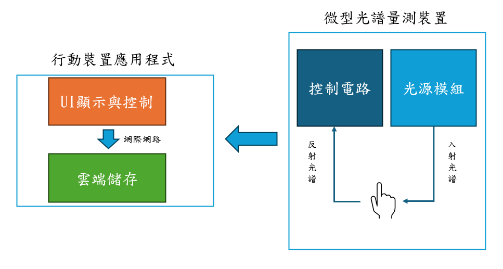 微型光譜量測裝置
行動裝置應用程式
UI顯示與控制
網際網路
雲端儲存
控制電路
光源模組
反射光譜
入射光譜